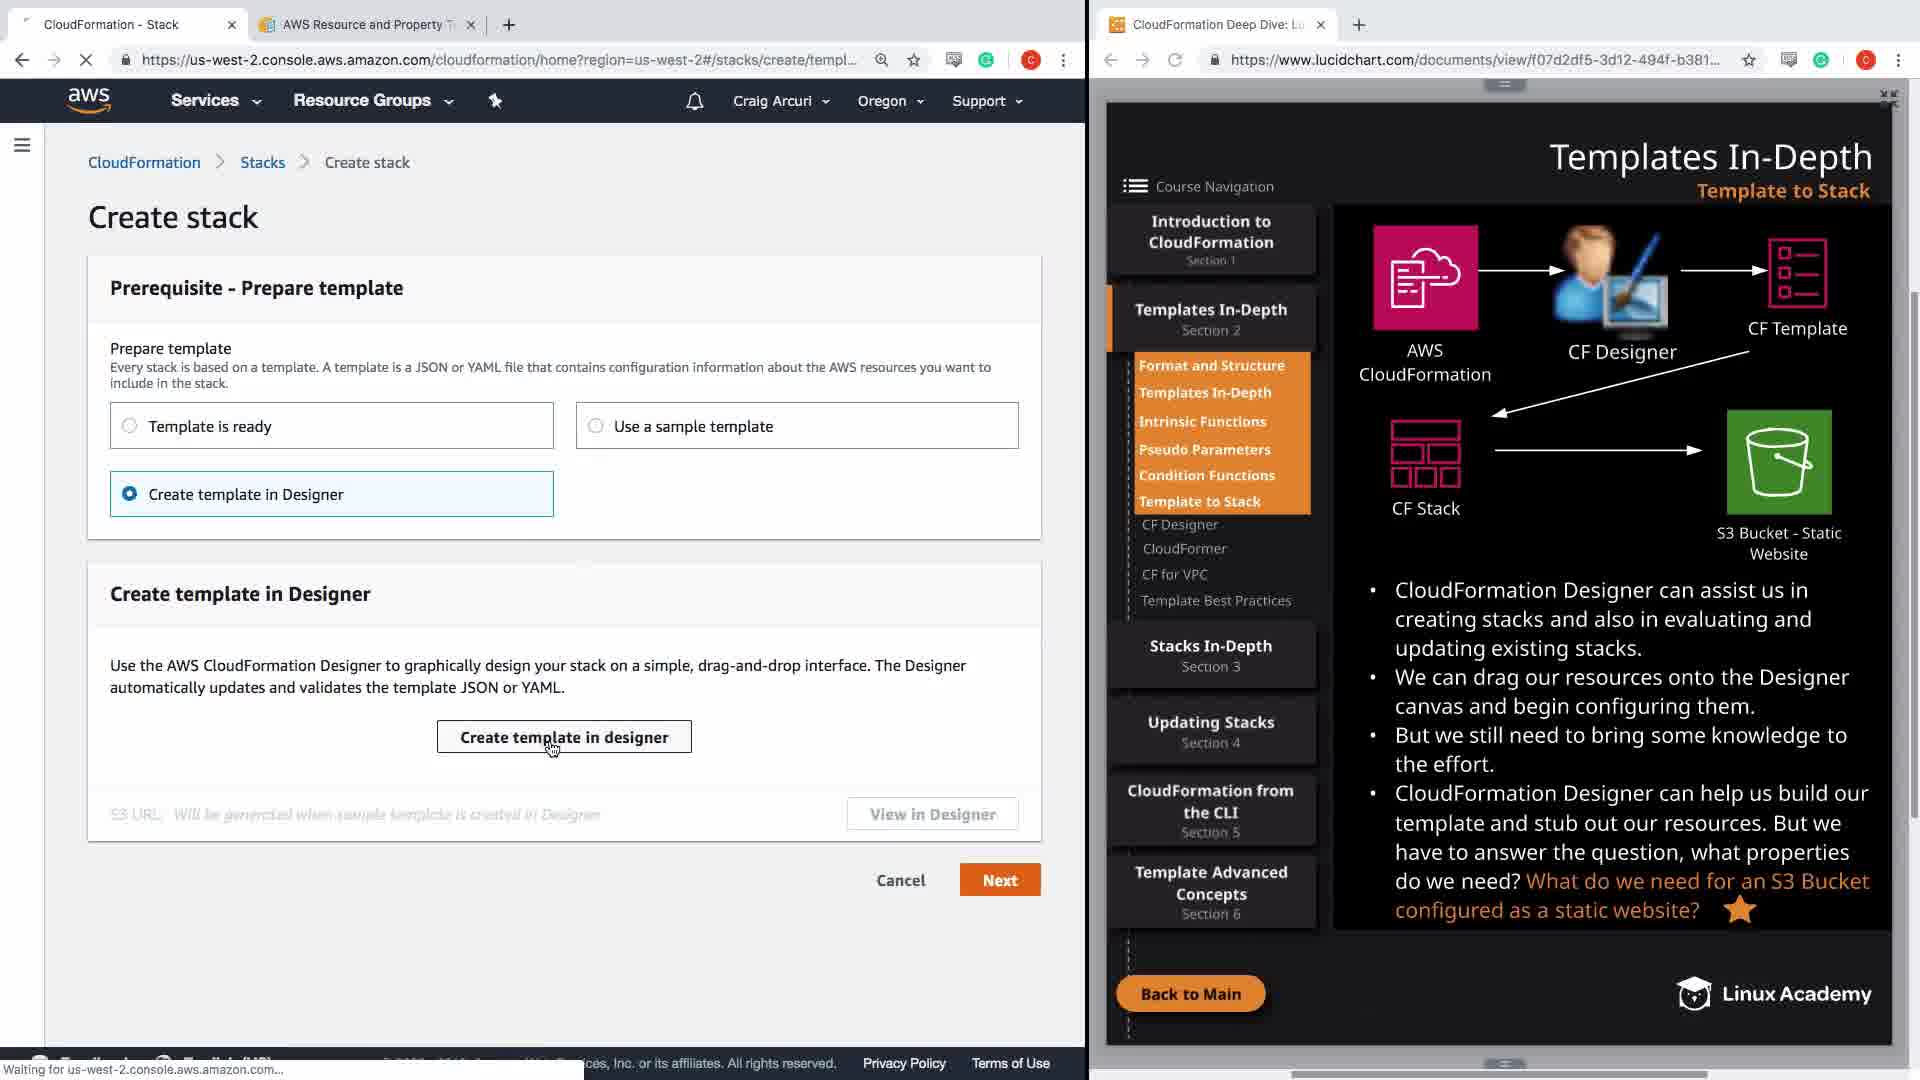 CloudFormation - Stack
AWS Resource and Property T
https://us-west-2.console.aws.amazon.com/cloudformation/home?region=us-west-2#/stacks/create/templ...
C
aws
Services
Resource Groups
Craig Arcuri
Oregon
Support
CloudFormation
Stacks
Create stack
Create stack
Prerequisite - Prepare template
Prepare template
Every stack is based on a template. A template is a JSON or YAML file that contains configuration information about the AWS resources you want to
include in the stack.
Template is ready
Use a sample template
Create template in Designer
Create template in Designer
Use the AWS CloudFormation Designer to graphically design your stack on a simple, drag-and-drop interface. The Designer
automatically updates and validates the template JSON or YAML.
Create template in designer
S3 URL: Will be generated when sample template is created in Designer
View in Designer
Cancel
Next
Inc. or its affiliates. All rights reserved.
Privacy Policy
Terms of Use
Waiting for us-west-2.console.aws.amazon.com...
CloudFormation Deep Dive: Lu
https://www.lucidchart.com/documents/view/f07d2df5-3d12-494f-b381...
C
Templates In-Depth
Template to Stack
Course Navigation
Introduction to
CloudFormation
Section 1
Templates In-Depth
Section 2
Format and Structure
Templates In-Depth
Intrinsic Functions
Pseudo Parameters
Condition Functions
Template to Stack
CF Designer
CloudFormer
CF for VPC
Template Best Practices
Stacks In-Depth
Section 3
Updating Stacks
Section 4
CloudFormation from
the CLI
Section 5
Template Advanced
Concepts
Section 6
Back to Main
AWS
CloudFormation
CF Designer
CF Template
CF Stack
S3 Bucket - Static
Website
• CloudFormation Designer can assist us in
creating stacks and also in evaluating and
updating existing stacks.
• We can drag our resources onto the Designer
canvas and begin configuring them.
• But we still need to bring some knowledge to
the effort.
• CloudFormation Designer can help us build our
template and stub out our resources. But we
have to answer the question, what properties
do we need? What do we need for an S3 Bucket
configured as a static website?
Linux Academy